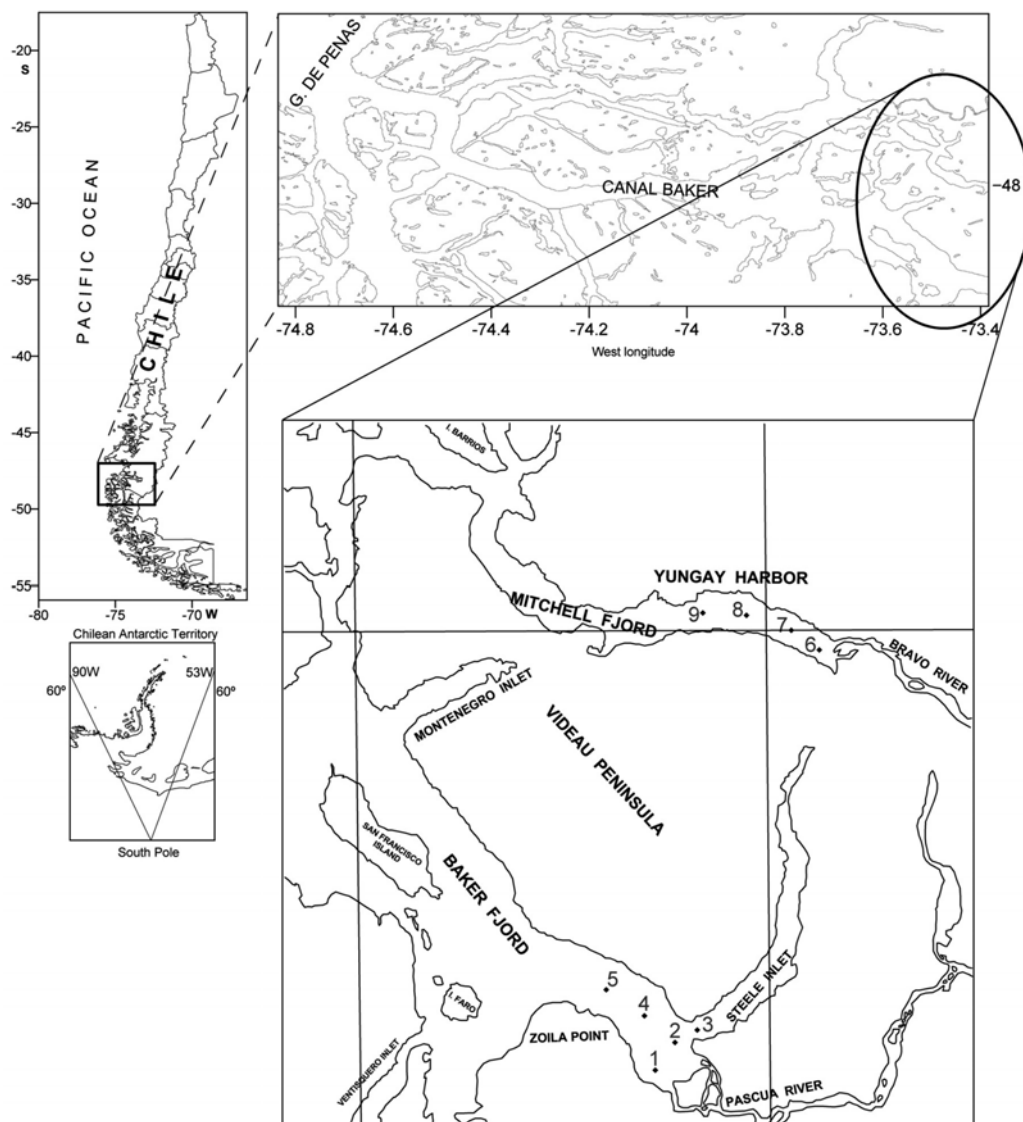 -20
S
-25
-30
-35
-40
-45
-50
-55
-80
-75
-70 W
PACIFIC OCEAN
CHILE
Chilean Antarctic Territory
90W
53W
60º
60º
South Pole
G. DE PENAS
CANAL BAKER
-48
-74.8
-74.6
-74.4
-74.2
-74
-73.8
-73.6
-73.4
West longitude
I. BARRIOS
YUNGAY HARBOR
MITCHELL FJORD
9
8
7
6
BRAVO RIVER
MONTENEGRO INLET
VIDEAU PENINSULA
SAN FRANCISCO
ISLAND
BAKER FJORD
5
4
I. FARO
STEELE INLET
3
2
ZOILA POINT
1
VENTISQUERO INLET
PASCUA RIVER